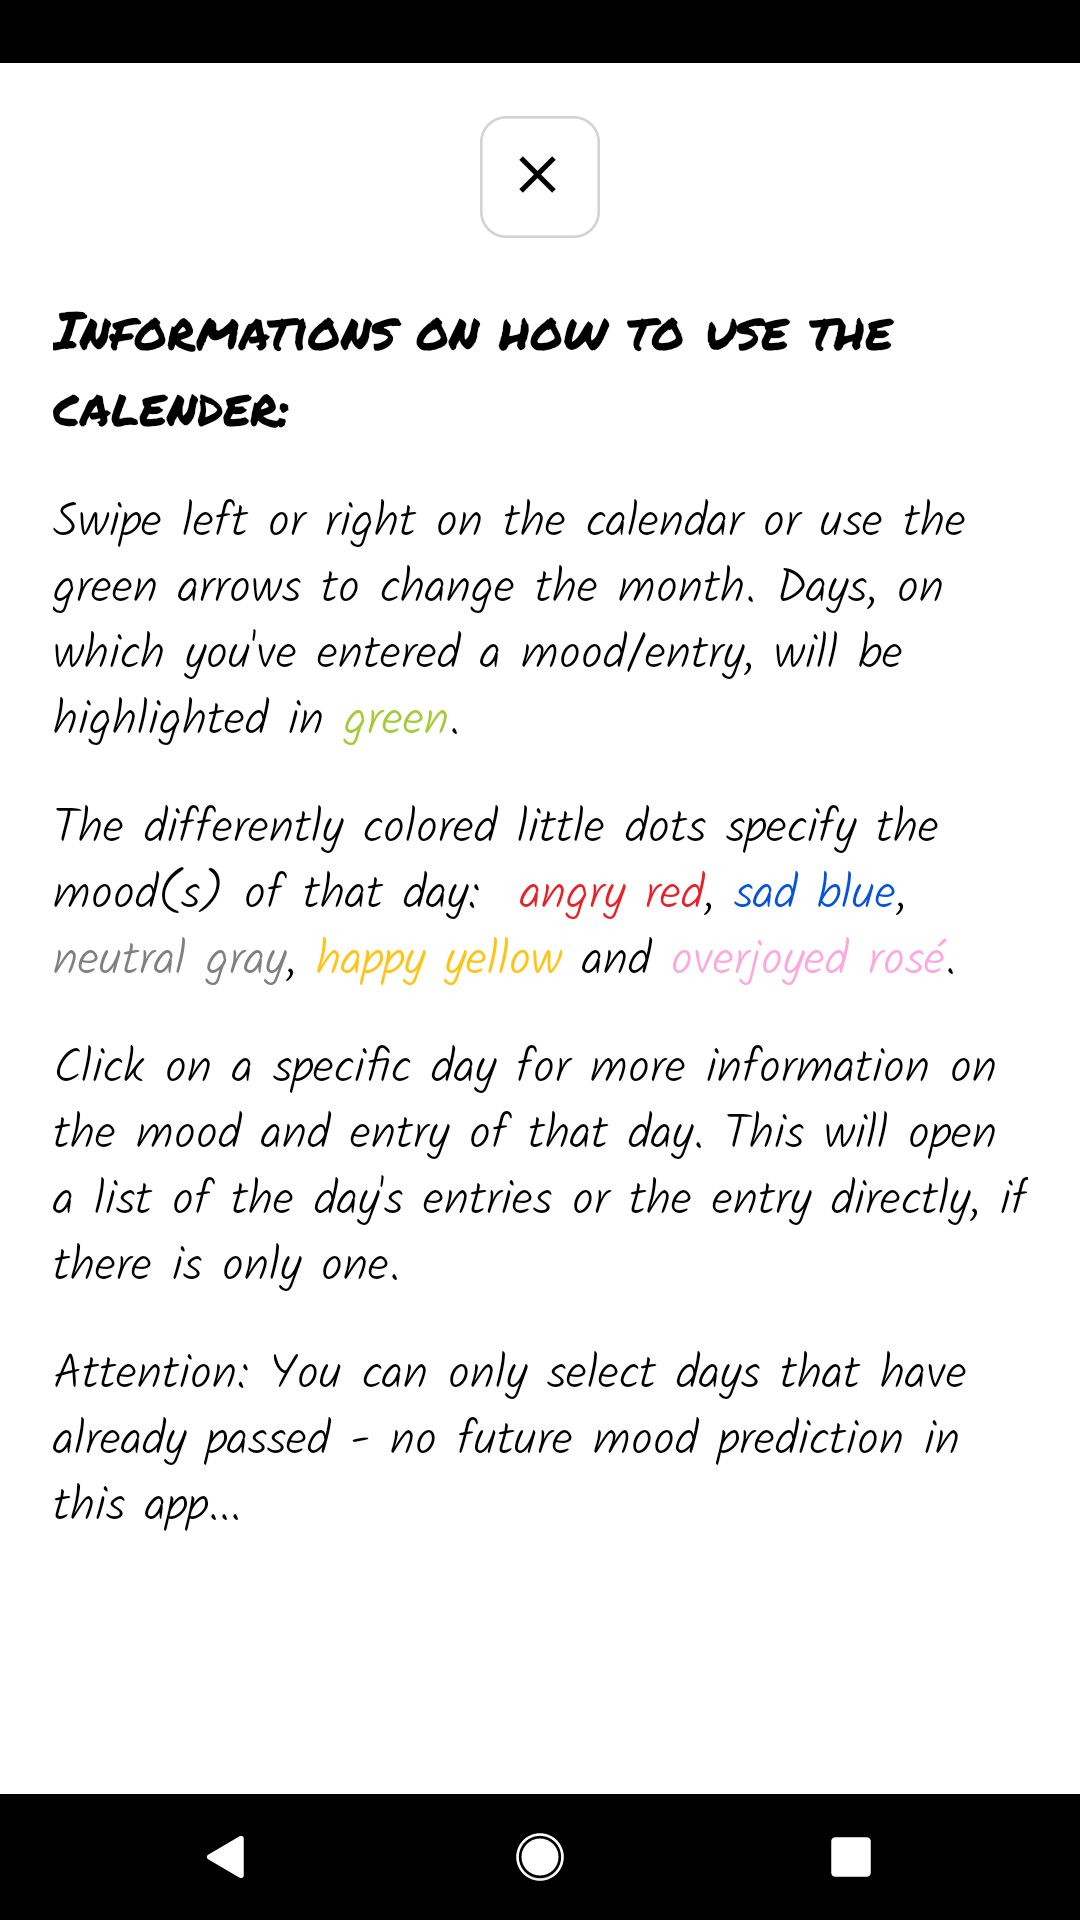 Informations on how to use the
calender:
Swipe left or right on the calendar or use the
green arrows to change the month. Days, on
which you've entered a mood/entry, will be
highlighted in green.
The differently colored little dots specify the
mood(s) of that day:  angry red, sad blue,
neutral gray, happy yellow and overjoyed rosé.
Click on a specific day for more information on
the mood and entry of that day. This will open
a list of the day's entries or the entry directly, if
there is only one.
Attention: You can only select days that have
already passed - no future mood prediction in
this app...